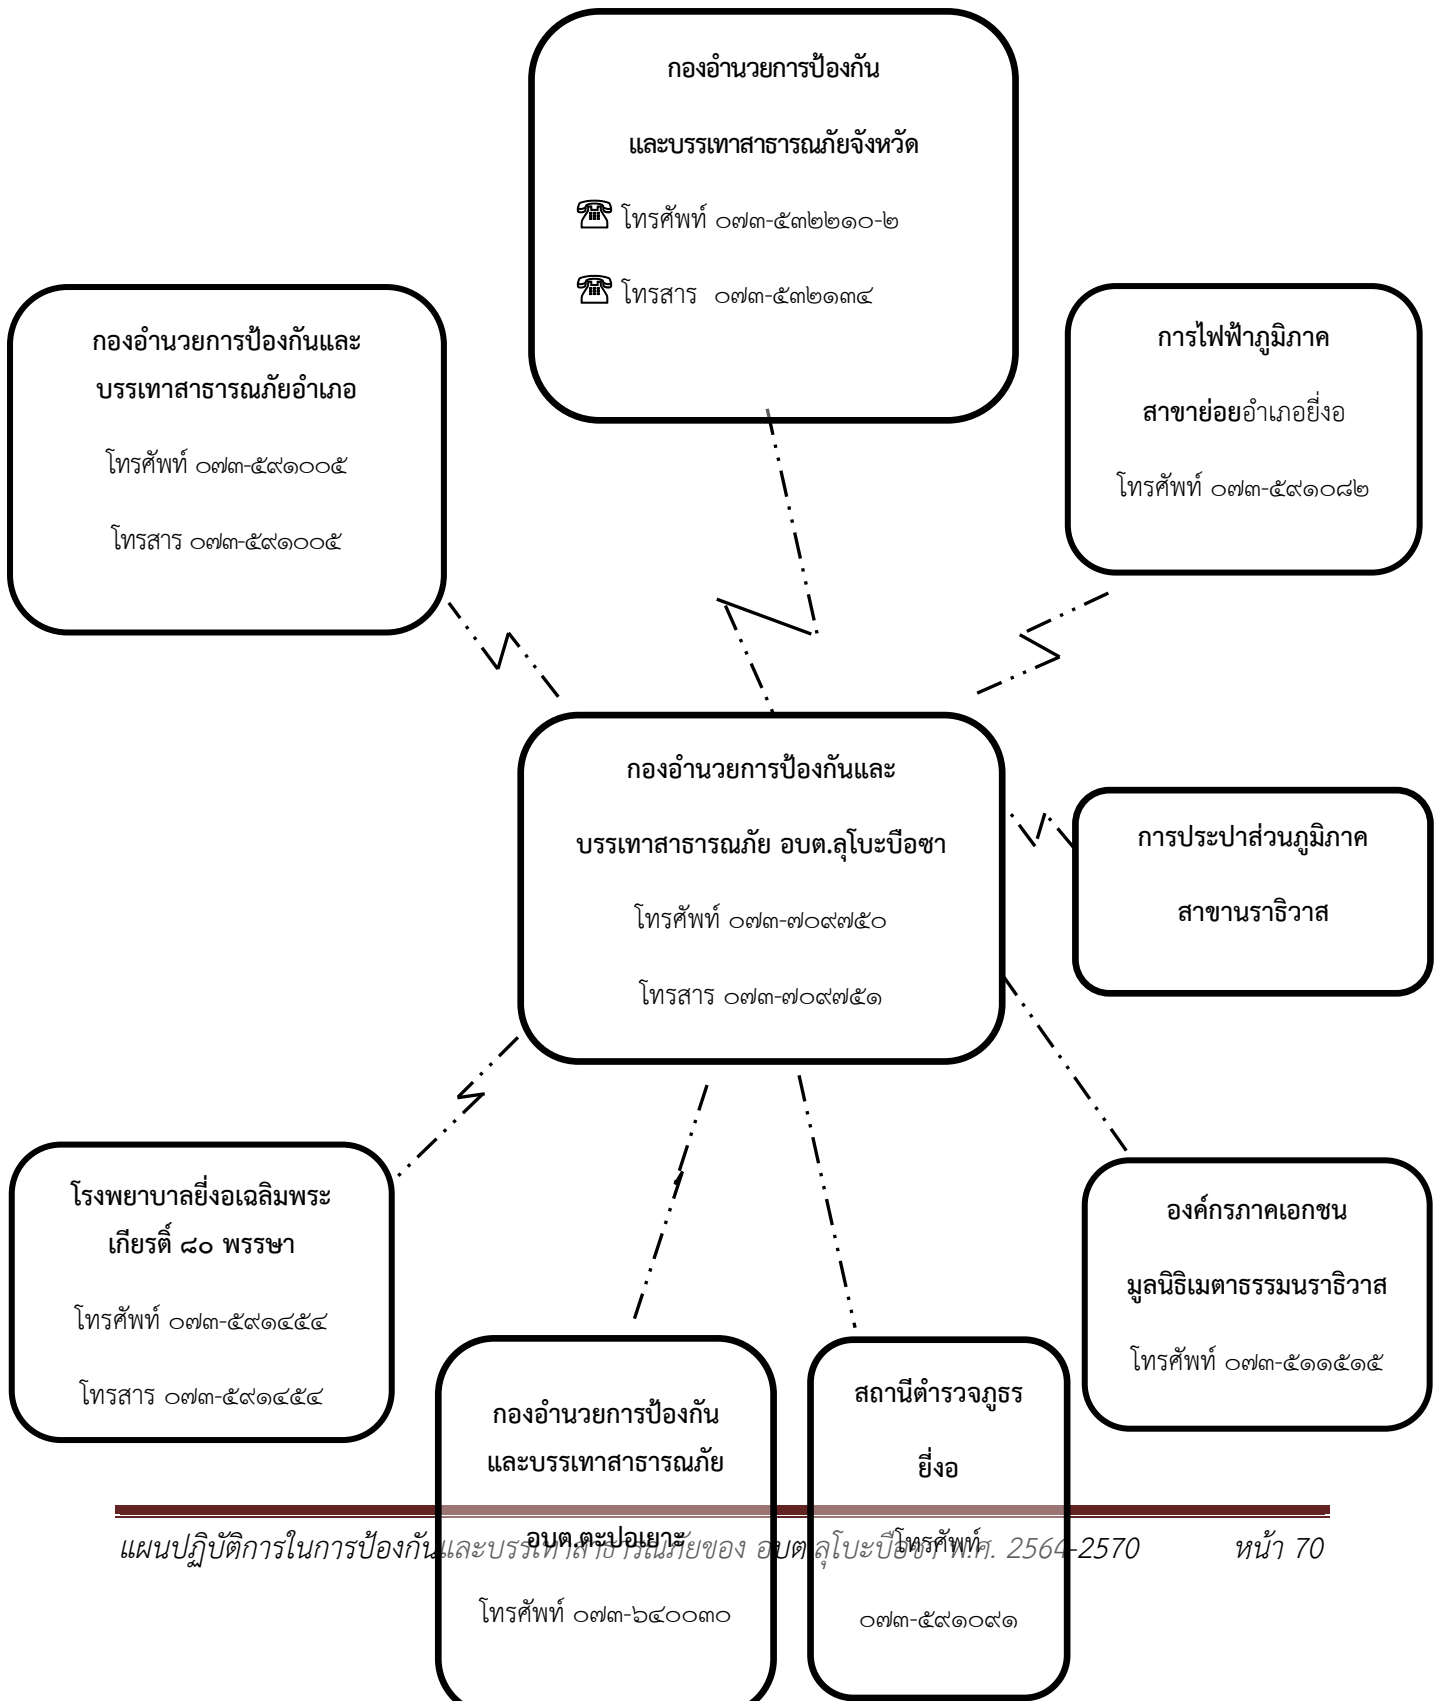 กองอำนวยการป้องกัน
และบรรเทาสาธารณภัยจังหวัด
โทรศัพท์ ๐๗๓-๕๓๒๒๑๐-๒
โทรสาร ๐๗๓-๕๓๒๑๓๔
กองอำนวยการป้องกันและ
บรรเทาสาธารณภัยอำเภอ
โทรศัพท์ ๐๗๓-๕๙๑๐๐๕
โทรสาร ๐๗๓-๕๙๑๐๐๕
การไฟฟ้าภูมิภาค
สาขาย่อยอำเภอยี่งอ
โทรศัพท์ ๐๗๓-๕๙๑๐๘๒
กองอำนวยการป้องกันและ
บรรเทาสาธารณภัย อบต.ลุโบะบือซา
โทรศัพท์ ๐๗๓-๗๐๙๗๕๐
โทรสาร ๐๗๓-๗๐๙๗๕๑
การประปาส่วนภูมิภาค
สาขานราธิวาส
โรงพยาบาลยี่งอเฉลิมพระ
เกียรติ์ ๘๐ พรรษา
โทรศัพท์ ๐๗๓-๕๙๑๔๕๔
โทรสาร ๐๗๓-๕๙๑๔๕๔
องค์กรภาคเอกชน
มูลนิธิเมตาธรรมนราธิวาส
โทรศัพท์ ๐๗๓-๕๑๑๕๑๕
กองอำนวยการป้องกัน
และบรรเทาสาธารณภัย
อบต.ตะปอเยาะ
โทรศัพท์ ๐๗๓-๖๔๐๐๓๐
สถานีตำรวจภูธร
ยี่งอ
โทรศัพท์
๐๗๓-๕๙๑๐๙๑
แผนปฏิบัติการในการป้องกันและบรรเทาสาธารณภัยของ อบต.ลุโบะบือซา พ.ศ. 2564-2570 หน้า 70